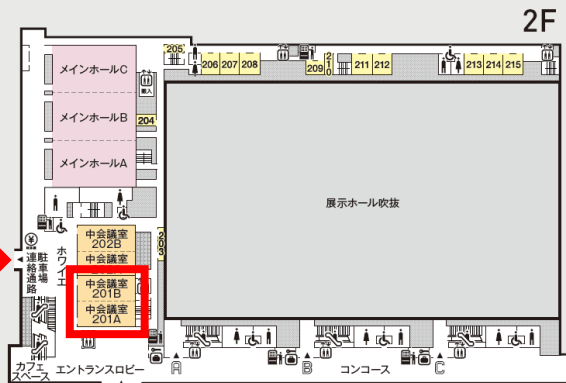 2F
205
206 207 208
209
210
211 212
213 214 215
メインホールC
搬入
メインホールB
204
メインホールA
展示ホール吹抜
中会議室
202B
中会議室
203
ホワイエ
駐車場
連絡通路
中会議室
201B
中会議室
201A
カフェ
スペース
エントランスロビー
A
B
コンコース
C